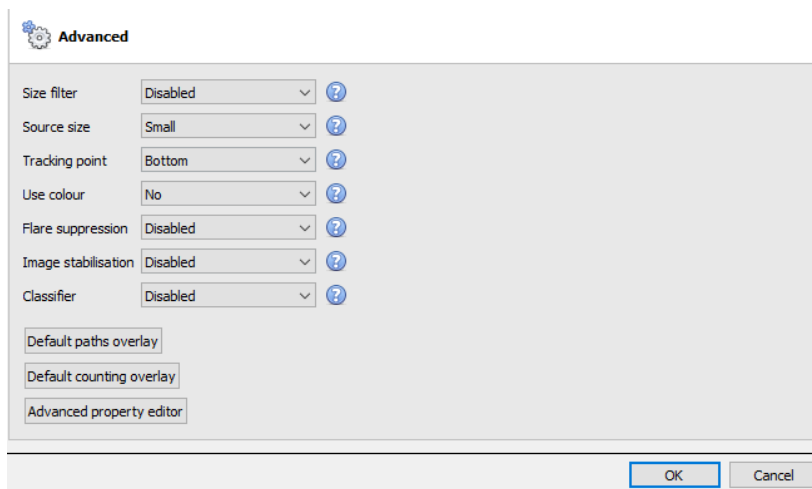 Advanced
Size filter Disabled
Source size Small
Tracking point Bottom
Use colour No
Flare suppression Disabled
Image stabilisation Disabled
Classifier Disabled
Default paths overlay
Default counting overlay
Advanced property editor
OK Cancel